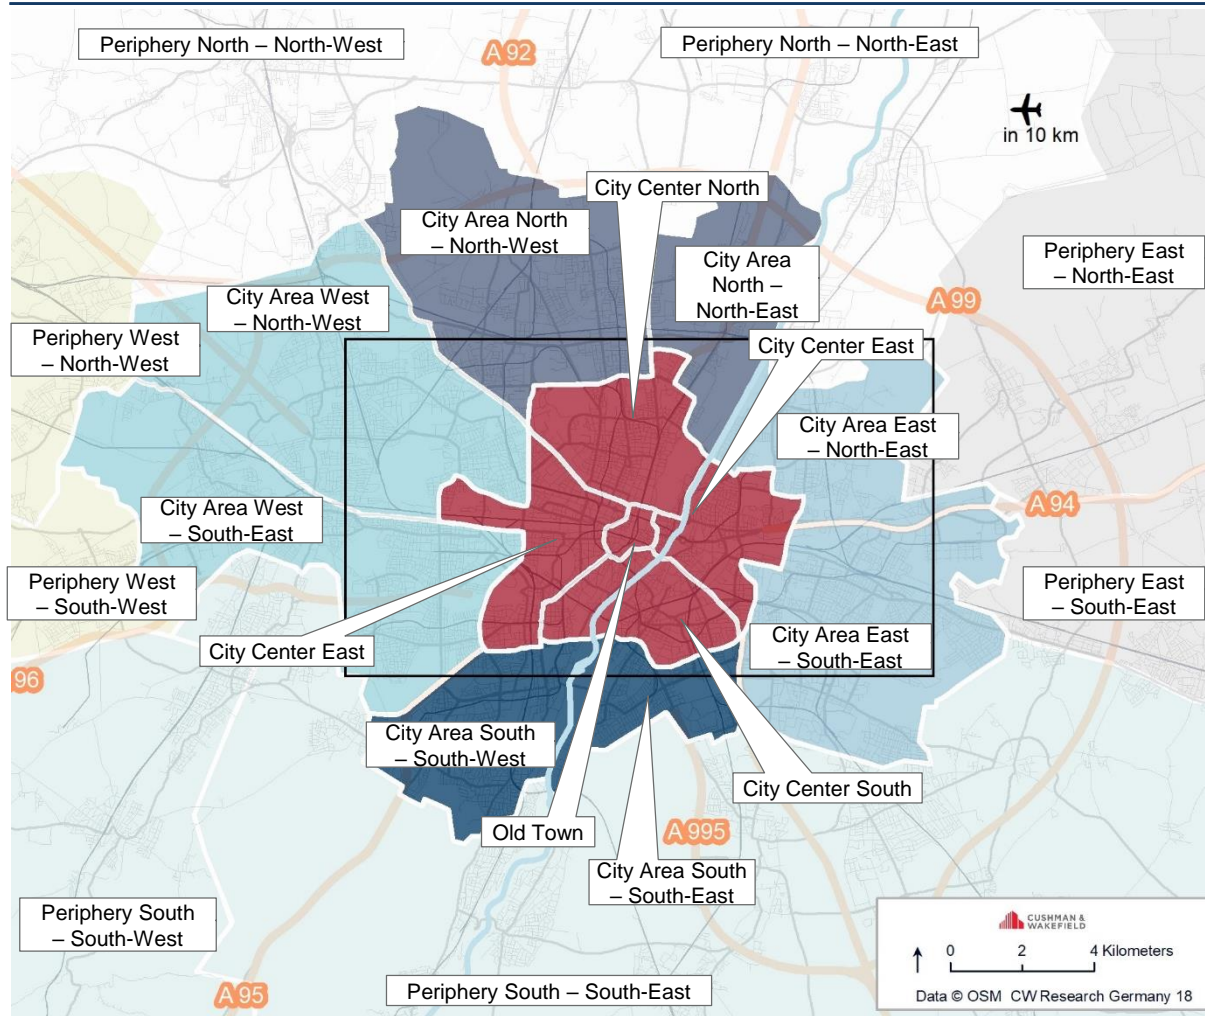 Periphery North – North-West
Periphery North – North-East
A 92
in 10 km
City Center North
City Area North
– North-West
City Area
North –
North-East
Periphery East
– North-East
City Area West
– North-West
A 99
Periphery West
– North-West
City Center East
City Area East
– North-East
City Area West
– South-East
A 94
Periphery West
– South-West
Periphery East
– South-East
City Center East
City Area East
– South-East
96
City Area South
– South-West
City Center South
Old Town
A 995
City Area South
– South-East
Periphery South
– South-West
A 95
Periphery South – South-East
CUSHMAN &
WAKEFIELD
0 2 4 Kilometers
Data © OSM CW Research Germany 18